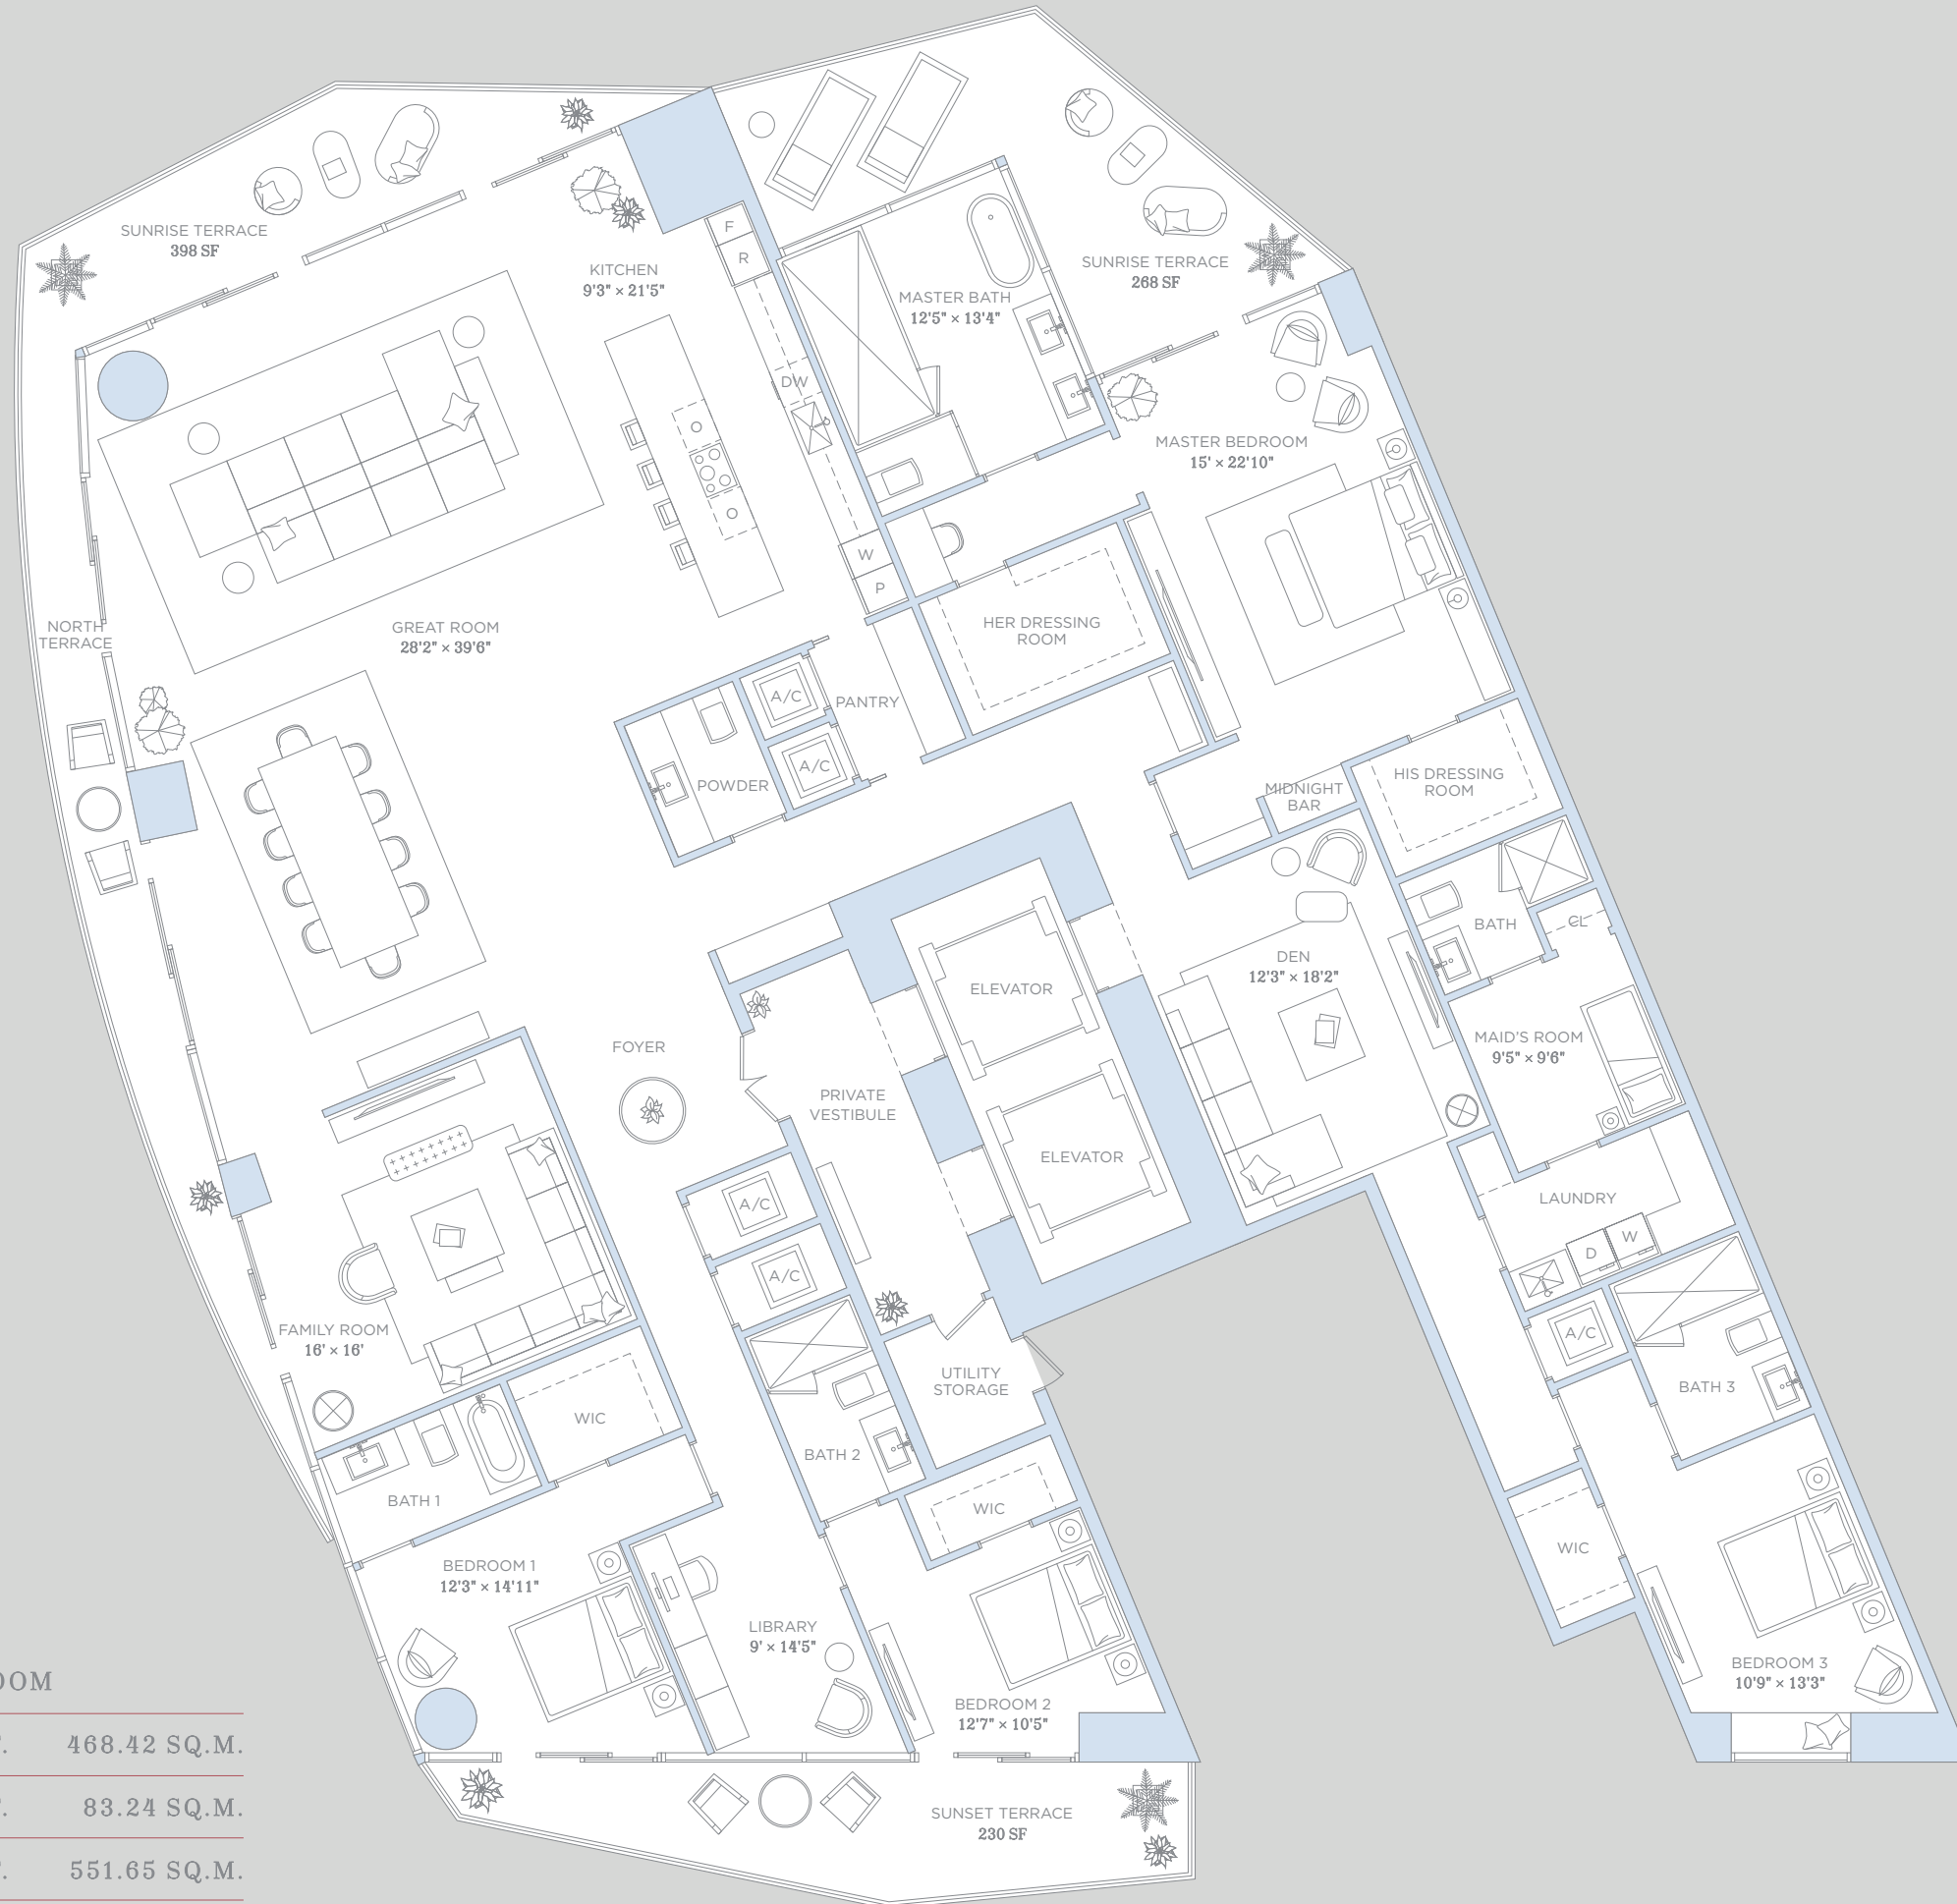 SUNRISE TERRACE
398 SF
KITCHEN
9'3" × 21'5"
F
R
MASTER BATH
12'5" × 13'4"
SUNRISE TERRACE
268 SF
DW
MASTER BEDROOM
15' × 22'10"
W
P
NORTH
TERRACE
GREAT ROOM
28'2" × 39'6"
HER DRESSING
ROOM
A/C
PANTRY
A/C
POWDER
MIDNIGHT
BAR
HIS DRESSING
ROOM
BATH
CL
DEN
12'3" × 18'2"
ELEVATOR
MAID'S ROOM
9'5" × 9'6"
FOYER
PRIVATE
VESTIBULE
ELEVATOR
A/C
LAUNDRY
D
W
A/C
FAMILY ROOM
16' × 16'
A/C
UTILITY
STORAGE
BATH 3
WIC
BATH 2
BATH 1
WIC
WIC
BEDROOM 1
12'3" × 14'11"
LIBRARY
9' × 14'5"
BEDROOM 2
12'7" × 10'5"
BEDROOM 3
10'9" × 13'3"
SUNSET TERRACE
230 SF
468.42 SQ.M.
83.24 SQ.M.
551.65 SQ.M.